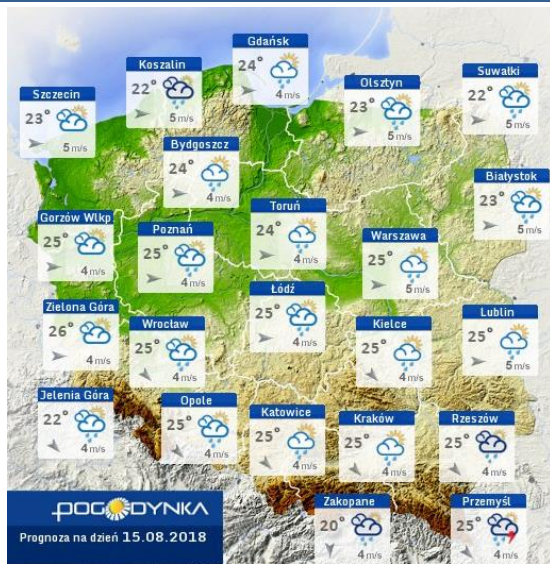 Gdańsk
24°
4 m/s
Koszalin
22°
5 m/s
Suwałki
22°
5 m/s
Olsztyn
23°
5 m/s
Szczecin
23°
5 m/s
Bydgoszcz
24°
4 m/s
Białystok
23°
5 m/s
Toruń
24°
4 m/s
Gorzów Wlkp
25°
4 m/s
Poznań
25°
4 m/s
Warszawa
25°
5 m/s
Łódź
25°
4 m/s
Zielona Góra
26°
4 m/s
Wrocław
25°
4 m/s
Kielce
25°
4 m/s
Lublin
25°
5 m/s
Jelenia Góra
22°
4 m/s
Opole
25°
4 m/s
Katowice
25°
4 m/s
Kraków
25°
4 m/s
Rzeszów
25°
4 m/s
Zakopane
20°
4 m/s
Przemyśl
25°
4 m/s
POGODYNKA
Prognoza na dzień 15.08.2018